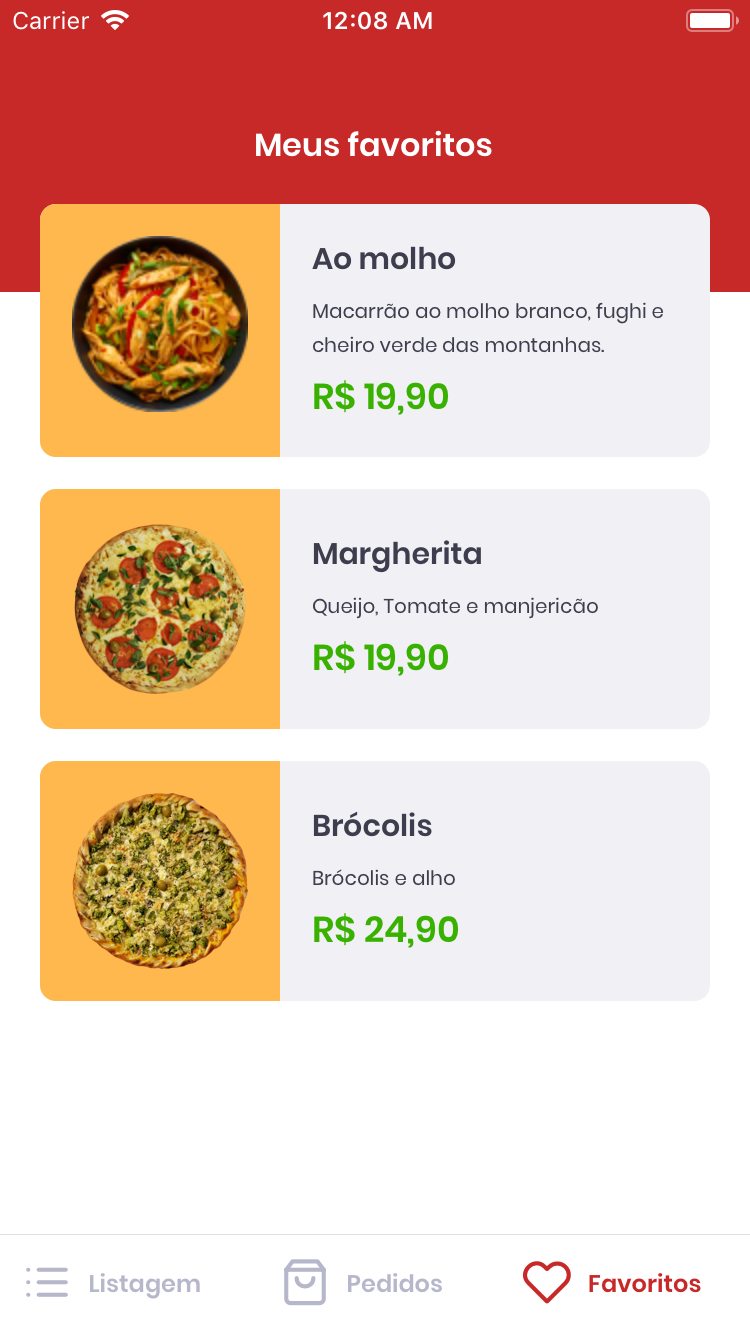 Carrier 12:08 AM
Meus favoritos
Ao molho
Macarrão ao molho branco, fughi e
cheiro verde das montanhas.
R$ 19,90
Margherita
Queijo, Tomate e manjericão
R$ 19,90
Brócolis
Brócolis e alho
R$ 24,90
Listagem Pedidos Favoritos